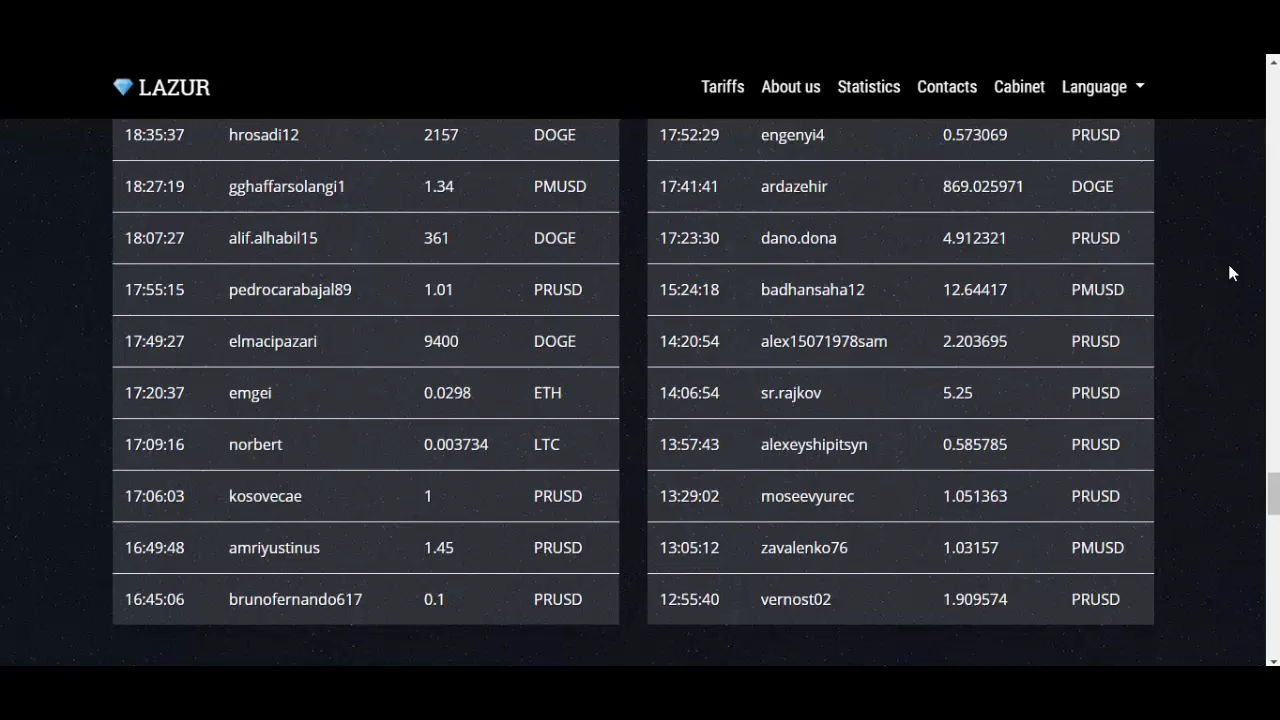 LAZUR Tariffs About us Statistics Contacts Cabinet Language
18:35:37 hrosadi12 2157 DOGE 17:52:29 engenyi4 0.573069 PRUSD
18:27:19 gghaffarsolangi1 1.34 PMUSD 17:41:41 ardazehir 869.025971 DOGE
18:07:27 alif.alhabil15 361 DOGE 17:23:30 dano.dona 4.912321 PRUSD
17:55:15 pedrocarabajal89 1.01 PRUSD 15:24:18 badhansaha12 12.64417 PMUSD
17:49:27 elmacipazari 9400 DOGE 14:20:54 alex15071978sam 2.203695 PRUSD
17:20:37 emgei 0.0298 ETH 14:06:54 sr.rajkov 5.25 PRUSD
17:09:16 norbert 0.003734 LTC 13:57:43 alexeyshipitsyn 0.585785 PRUSD
17:06:03 kosovecae 1 PRUSD 13:29:02 moseevyurec 1.051363 PRUSD
16:49:48 amriyustinus 1.45 PRUSD 13:05:12 zavalenko76 1.03157 PMUSD
16:45:06 brunofernando617 0.1 PRUSD 12:55:40 vernost02 1.909574 PRUSD